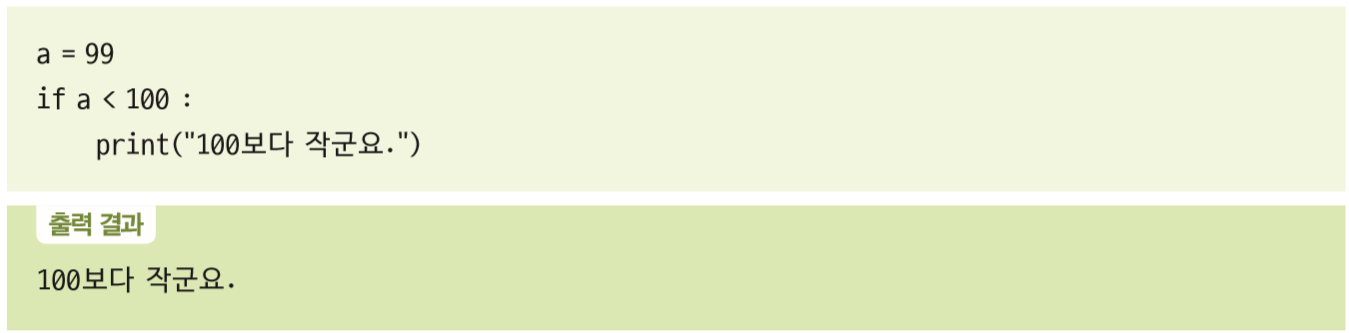 a = 99
if a < 100 :
    print("100보다 작군요.")
출력 결과
100보다 작군요.